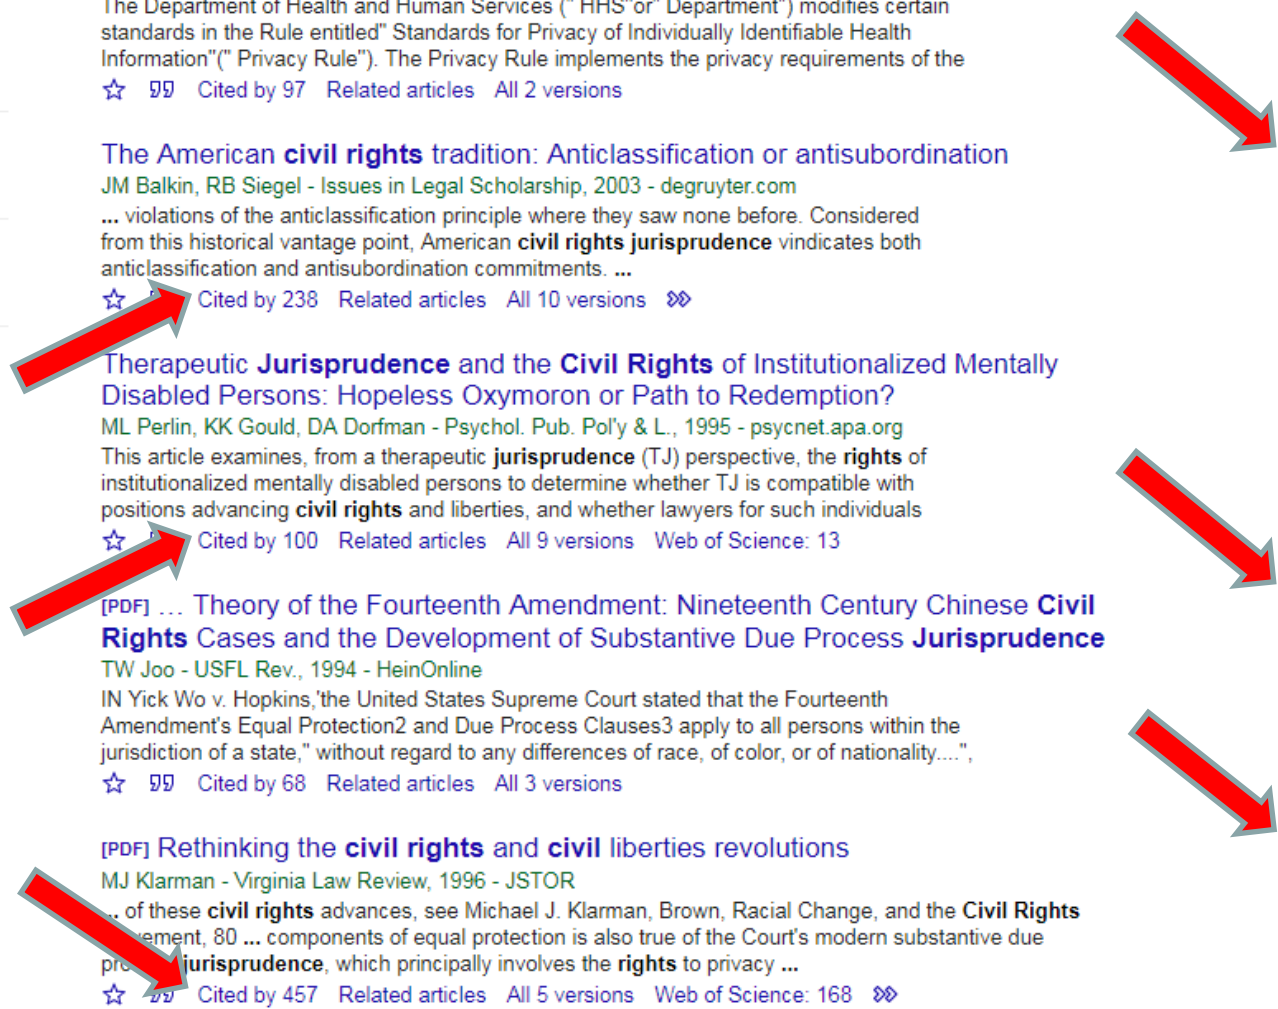 The Department of Health and Human Services (" HHS"or" Department") modifies certain
standards in the Rule entitled" Standards for Privacy of Individually Identifiable Health
Information"(" Privacy Rule"). The Privacy Rule implements the privacy requirements of the
Cited by 97 Related articles All 2 versions
The American civil rights tradition: Anticlassification or antisubordination
JM Balkin, RB Siegel - Issues in Legal Scholarship, 2003 - degruyter.com
... violations of the anticlassification principle where they saw none before. Considered
from this historical vantage point, American civil rights jurisprudence vindicates both
anticlassification and antisubordination commitments. ...
Cited by 238 Related articles All 10 versions
Therapeutic Jurisprudence and the Civil Rights of Institutionalized Mentally
Disabled Persons: Hopeless Oxymoron or Path to Redemption?
ML Perlin, KK Gould, DA Dorfman - Psychol. Pub. Pol'y & L., 1995 - psycnet.apa.org
This article examines, from a therapeutic jurisprudence (TJ) perspective, the rights of
institutionalized mentally disabled persons to determine whether TJ is compatible with
positions advancing civil rights and liberties, and whether lawyers for such individuals
Cited by 100 Related articles All 9 versions Web of Science: 13
[PDF] … Theory of the Fourteenth Amendment: Nineteenth Century Chinese Civil
Rights Cases and the Development of Substantive Due Process Jurisprudence
TW Joo - USFL Rev., 1994 - HeinOnline
IN Yick Wo v. Hopkins,'the United States Supreme Court stated that the Fourteenth
Amendment's Equal Protection2 and Due Process Clauses3 apply to all persons within the
jurisdiction of a state," without regard to any differences of race, of color, or of nationality....",
Cited by 68 Related articles All 3 versions
[PDF] Rethinking the civil rights and civil liberties revolutions
MJ Klarman - Virginia Law Review, 1996 - JSTOR
... of these civil rights advances, see Michael J. Klarman, Brown, Racial Change, and the Civil Rights
80 ... components of equal protection is also true of the Court's modern substantive due
jurisprudence, which principally involves the rights to privacy ...
Cited by 457 Related articles All 5 versions Web of Science: 168